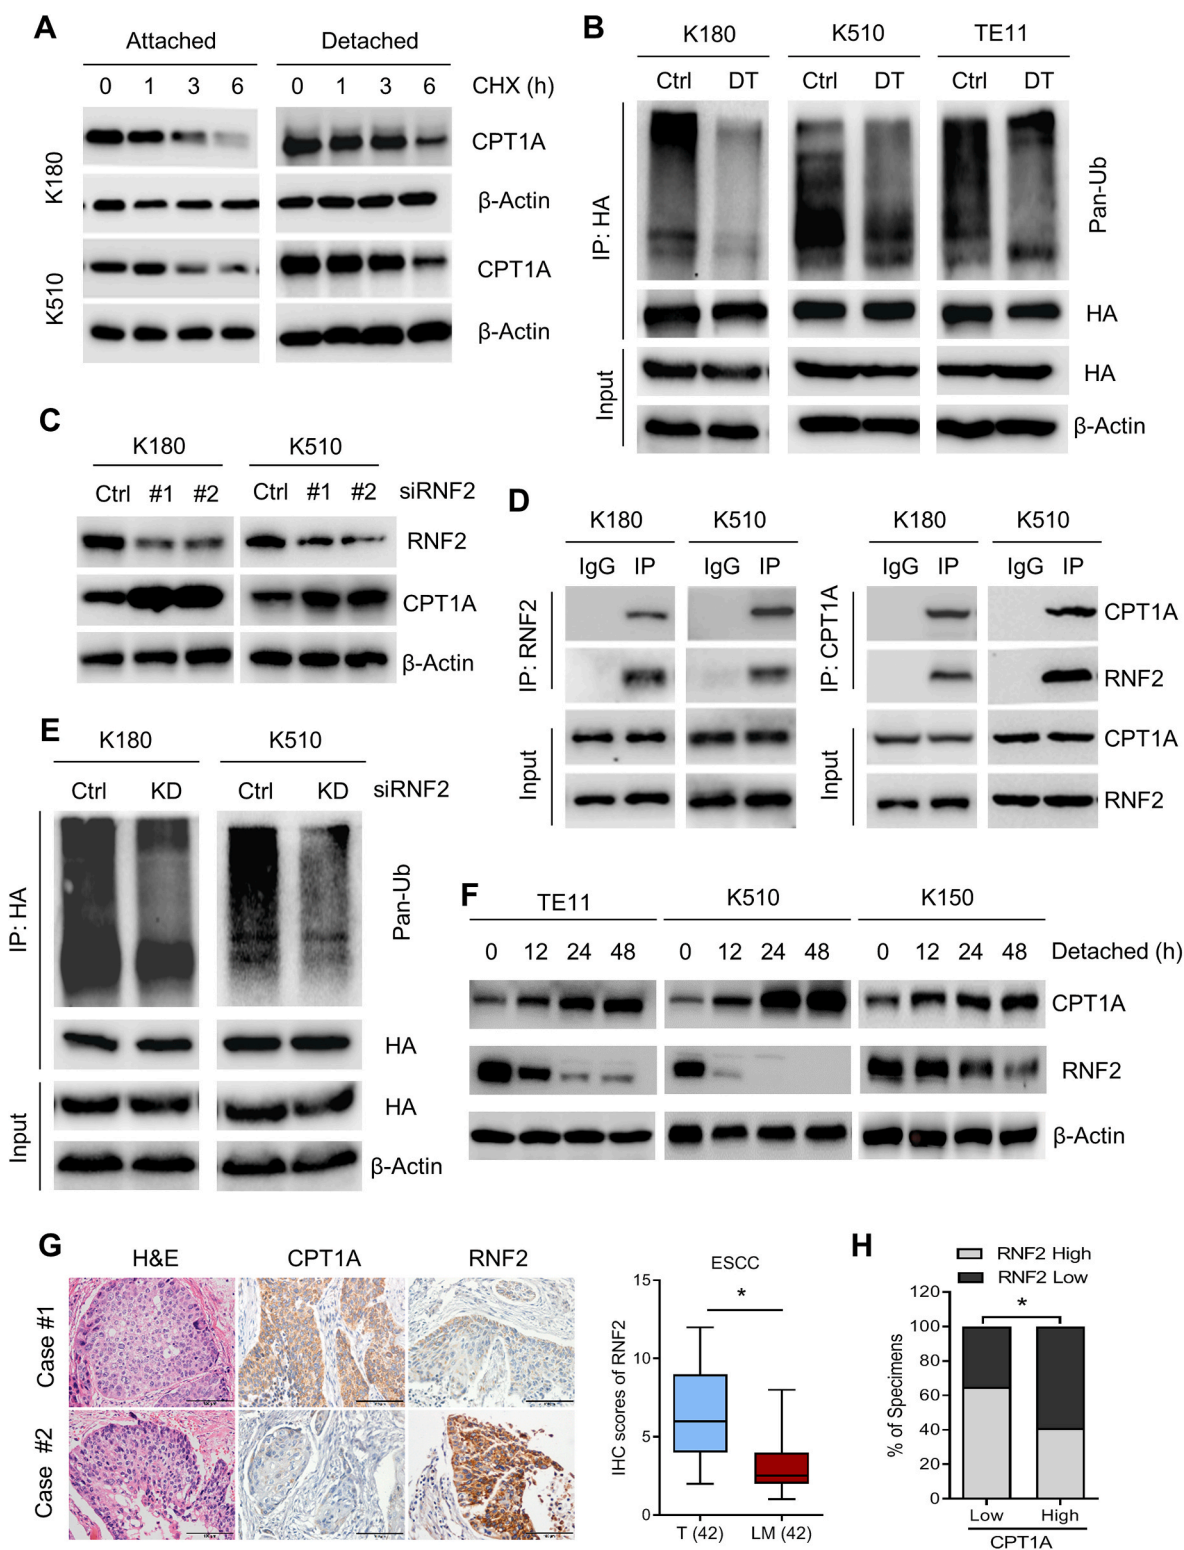 A
Attached Detached
0 1 3 6 0 1 3 6 CHX (h)
K180
CPT1A
β-Actin
K510
CPT1A
β-Actin
B
K180 K510 TE11
Ctrl DT Ctrl DT Ctrl DT
IP: HA
Pan-Ub
HA
Input
HA
β-Actin
C
K180 K510
Ctrl #1 #2 Ctrl #1 #2 siRNF2
RNF2
CPT1A
β-Actin
D
K180 K510 K180 K510
IgG IP IgG IP IgG IP IgG IP
IP: RNF2
IP: CPT1A
CPT1A
RNF2
Input
Input
CPT1A
RNF2
E
K180 K510
Ctrl KD Ctrl KD siRNF2
IP: HA
Pan-Ub
HA
Input
HA
β-Actin
F
TE11 K510 K150
0 12 24 48 0 12 24 48 0 12 24 48 Detached (h)
CPT1A
RNF2
β-Actin
G
H&E CPT1A RNF2
Case #1
Case #2
ESCC
IHC scores of RNF2
15
10
5
0
*
T (42) LM (42)
H
RNF2 High
RNF2 Low
% of Specimens
120
100
80
60
40
20
0
*
Low High
CPT1A